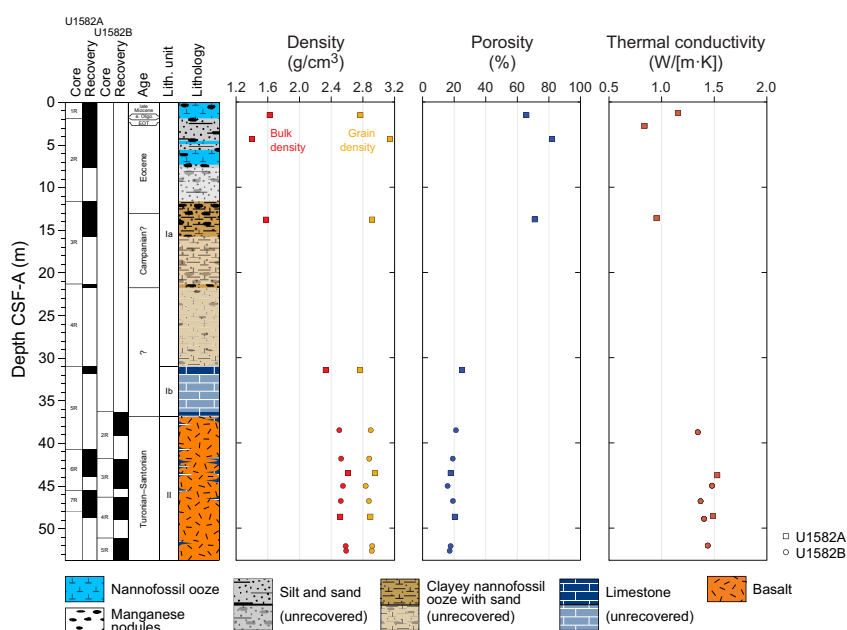 U1582A
U1582B
Core
Recovery
Core
Recovery
Age
Lith. unit
Lithology
Density
(g/cm³)
Porosity
(%)
Thermal conductivity
(W/[m·K])
1.2 1.6 2.0 2.4 2.8 3.2
0 20 40 60 80 100
0.5 1.0 1.5 2.0
Depth CSF-A (m)
0
5
10
15
20
25
30
35
40
45
50
1R
2R
3R
4R
5R
6R
7R
2R
3R
4R
5R
late
Miocene
e. Oligo.
EOT
Eocene
Campanian?
?
Turonian–Santonian
Ia
Ib
II
Bulk
density
Grain
density
U1582A
U1582B
Nannofossil ooze
Manganese
nodules
Silt and sand
(unrecovered)
Clayey nannofossil
ooze with sand
(unrecovered)
Limestone
(unrecovered)
Basalt